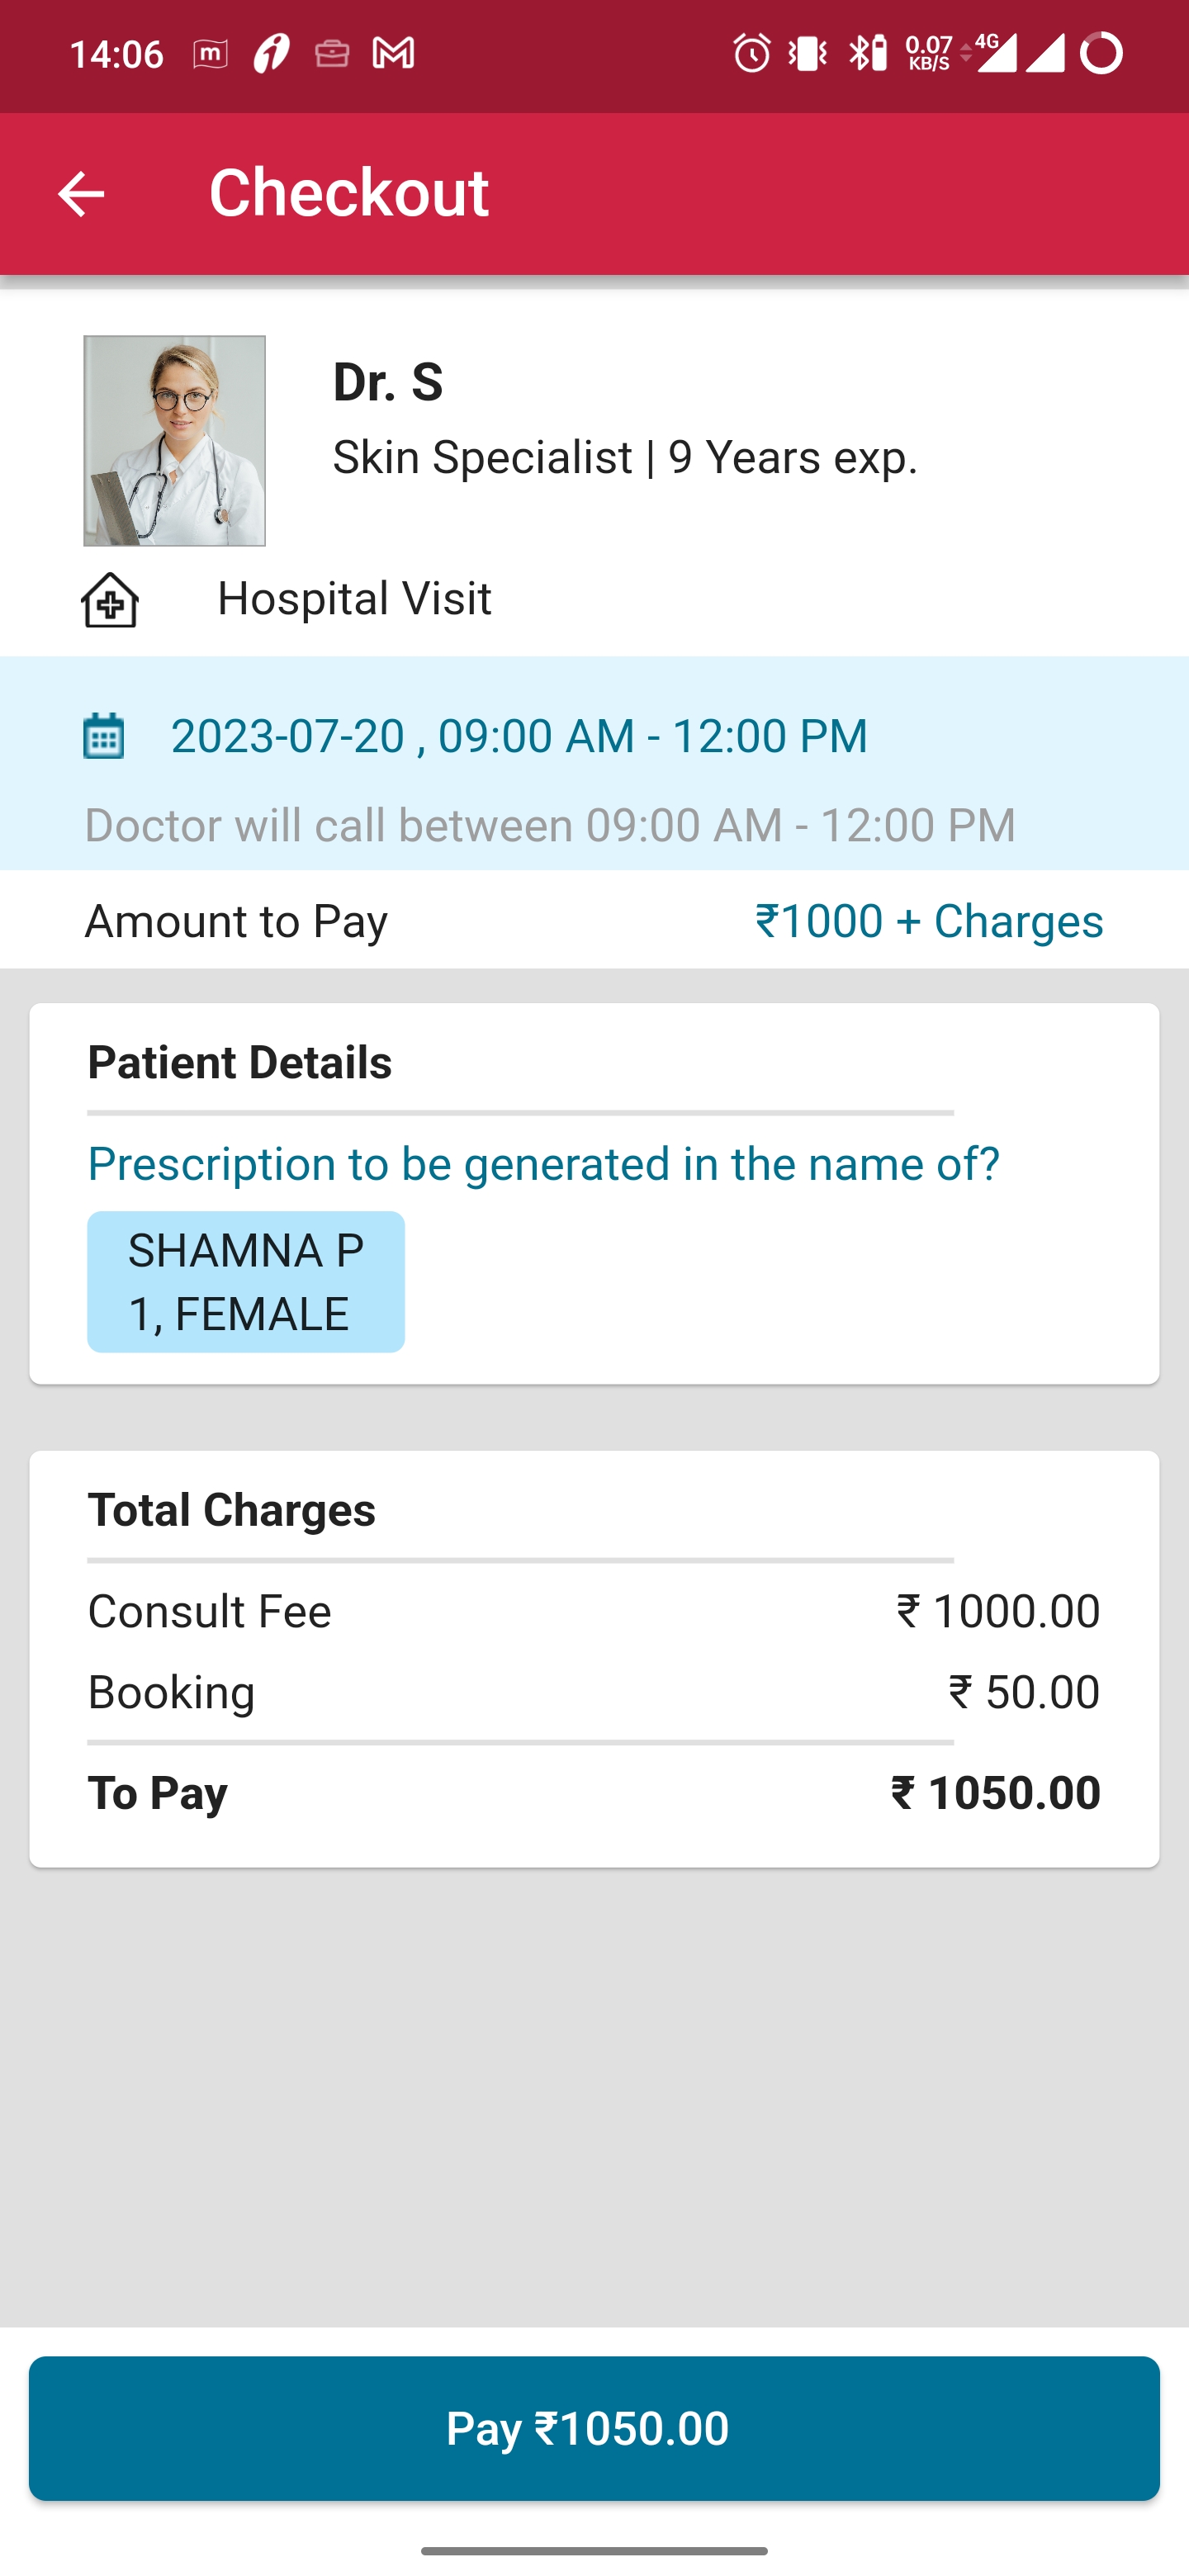 14:06 m M 0.07 KB/S 4G
Checkout
Dr. S
Skin Specialist | 9 Years exp.
Hospital Visit
2023-07-20 , 09:00 AM - 12:00 PM
Doctor will call between 09:00 AM - 12:00 PM
Amount to Pay ₹1000 + Charges
Patient Details
Prescription to be generated in the name of?
SHAMNA P
1, FEMALE
Total Charges
Consult Fee ₹ 1000.00
Booking ₹ 50.00
To Pay ₹ 1050.00
Pay ₹1050.00